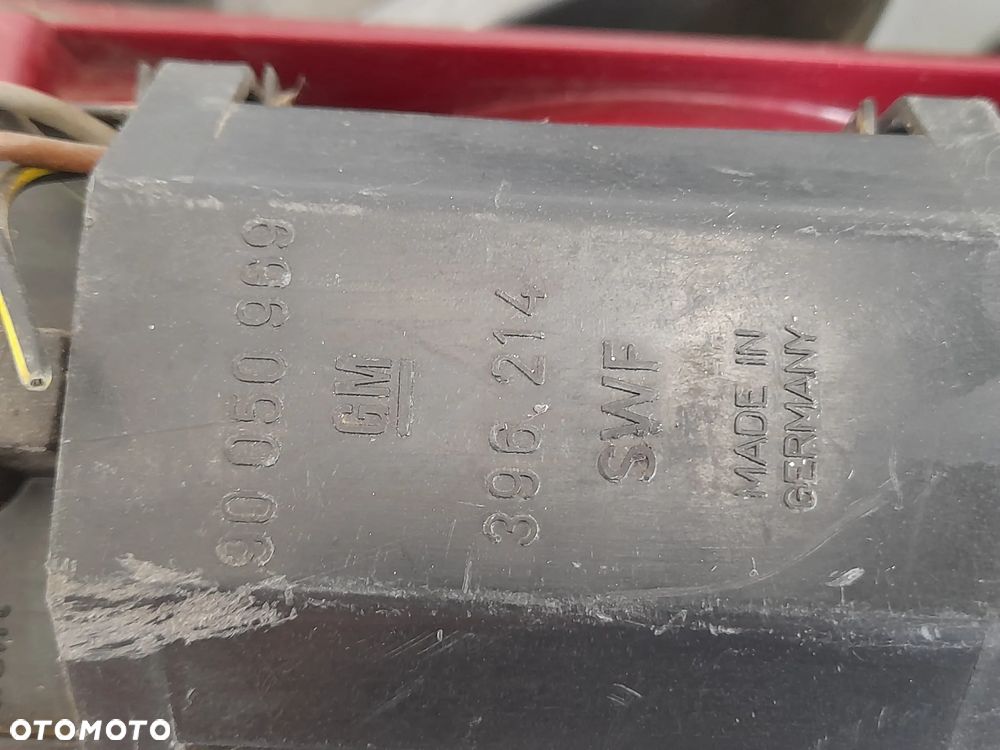 90 050 969
GM
396.214
SWF
MADE IN
GERMANY
OTOMOTO